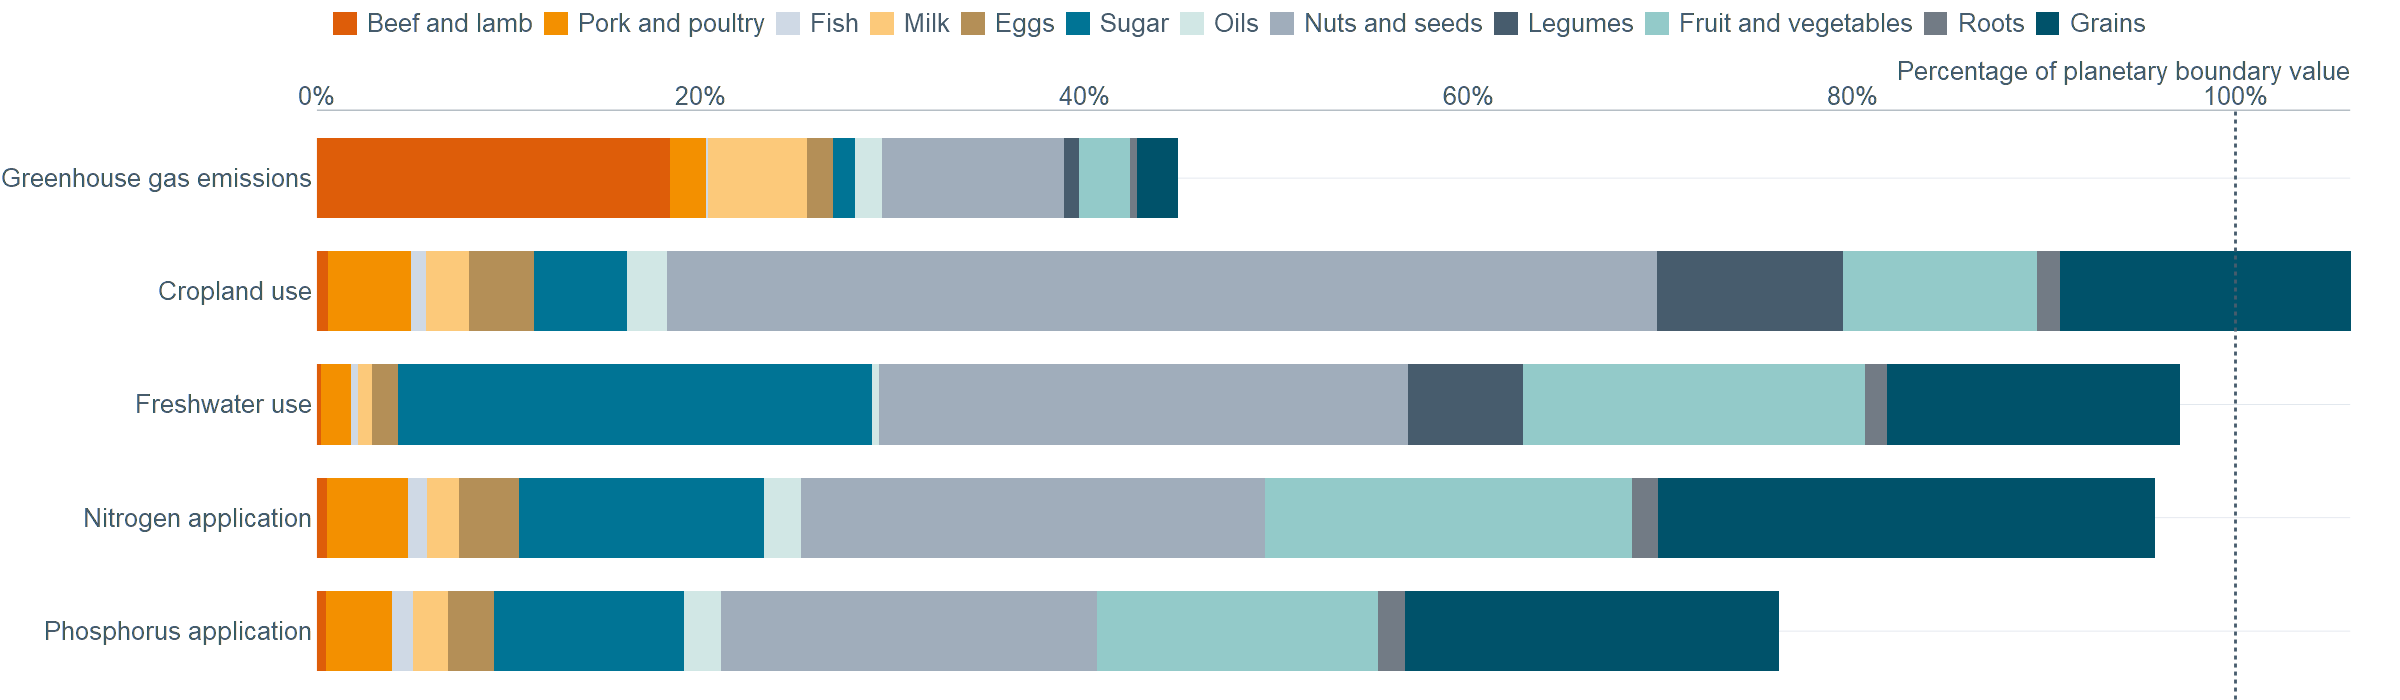 Beef and lamb Pork and poultry Fish Milk Eggs Sugar Oils Nuts and seeds Legumes Fruit and vegetables Roots Grains
Percentage of planetary boundary value
0% 20% 40% 60% 80% 100%
Greenhouse gas emissions
Cropland use
Freshwater use
Nitrogen application
Phosphorus application